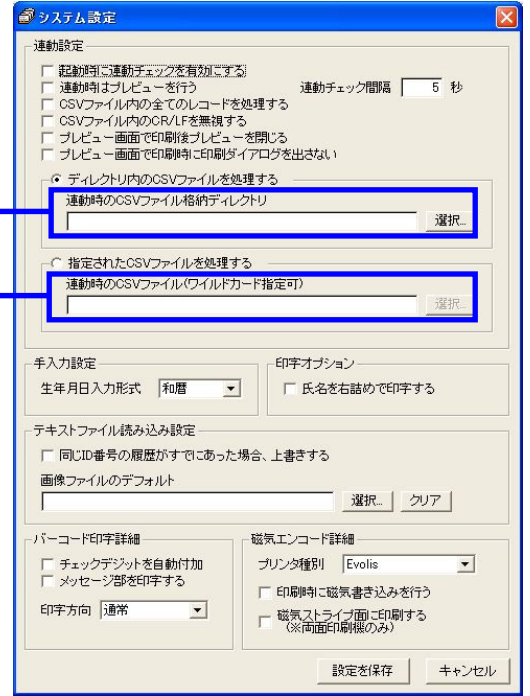 システム設定
連動設定
起動時に連動チェックを有効にする
連動時はプレビューを行う 連動チェック間隔 5 秒
CSVファイル内の全てのレコードを処理する
CSVファイル内のCR/LFを無視する
プレビュー画面で印刷後プレビューを閉じる
プレビュー画面で印刷時に印刷ダイアログを出さない
ディレクトリ内のCSVファイルを処理する
連動時のCSVファイル格納ディレクトリ
選択...
指定されたCSVファイルを処理する
連動時のCSVファイル(ワイルドカード指定可)
選択...
手入力設定
生年月日入力形式 和暦
印字オプション
氏名を右詰めで印字する
テキストファイル読み込み設定
同じID番号の履歴がすでにあった場合、上書きする
画像ファイルのデフォルト
選択... クリア
バーコード印字詳細
チェックデジットを自動付加
メッセージ部を印字する
印字方向 通常
磁気エンコード詳細
プリンタ種別 Evolis
印刷時に磁気書き込みを行う
磁気ストライプ面に印刷する
(※両面印刷機のみ)
設定を保存 キャンセル